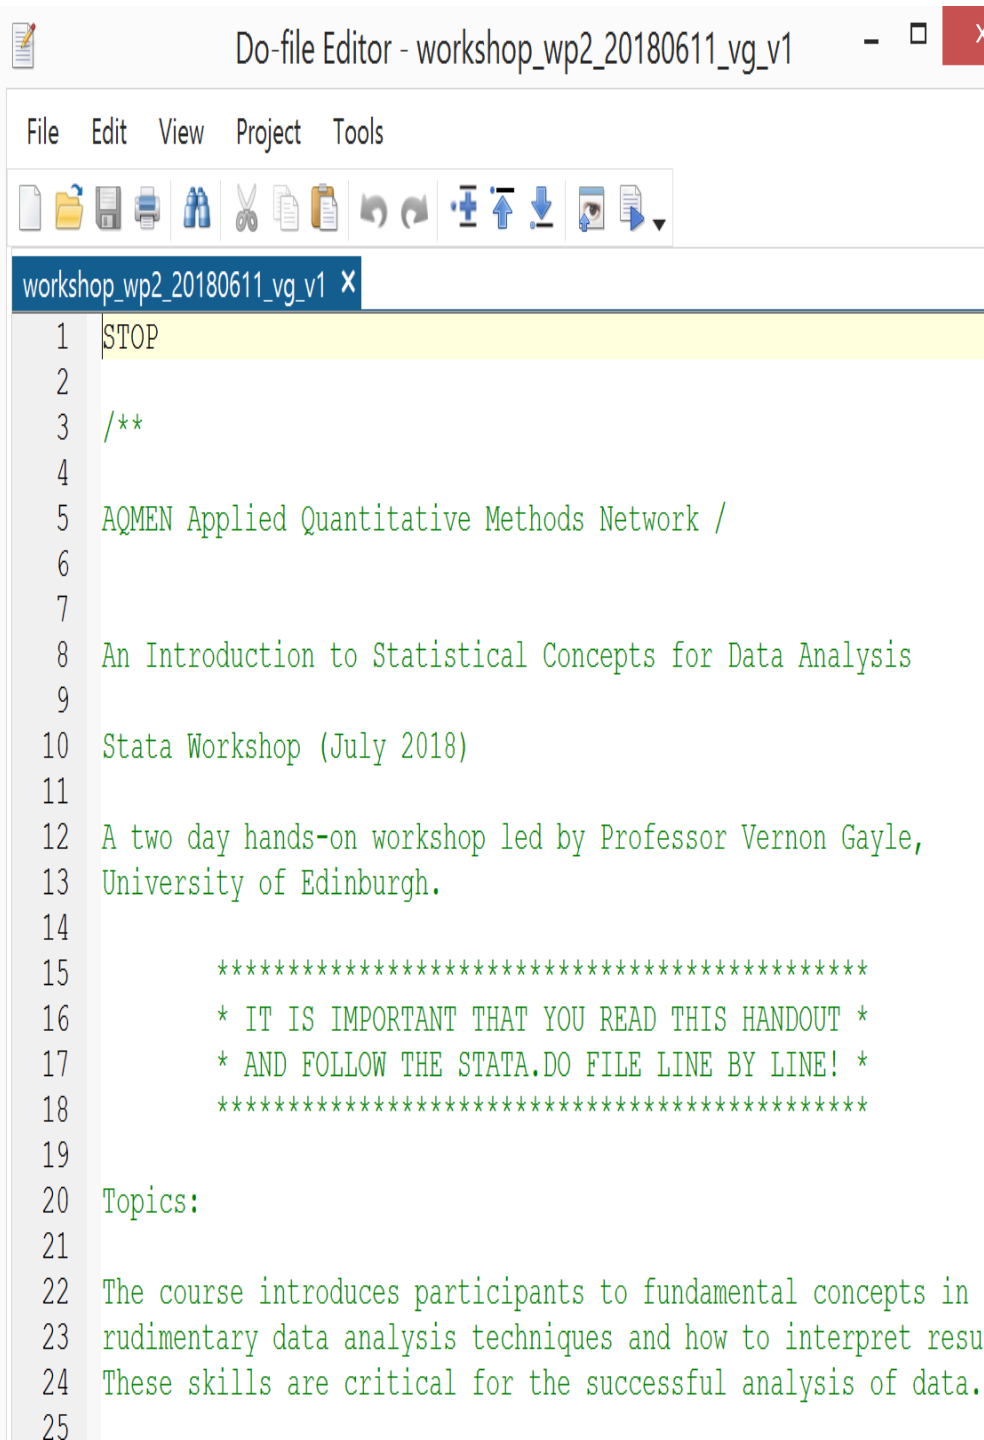 Do-file Editor - workshop_wp2_20180611_vg_v1
File Edit View Project Tools
workshop_wp2_20180611_vg_v1
1 STOP
2
3 /**
4
5 AQMEN Applied Quantitative Methods Network /
6
7
8 An Introduction to Statistical Concepts for Data Analysis
9
10 Stata Workshop (July 2018)
11
12 A two day hands-on workshop led by Professor Vernon Gayle,
13 University of Edinburgh.
14
15 **********************************************
16 * IT IS IMPORTANT THAT YOU READ THIS HANDOUT *
17 * AND FOLLOW THE STATA.DO FILE LINE BY LINE! *
18 **********************************************
19
20 Topics:
21
22 The course introduces participants to fundamental concepts in
23 rudimentary data analysis techniques and how to interpret resu
24 These skills are critical for the successful analysis of data.
25